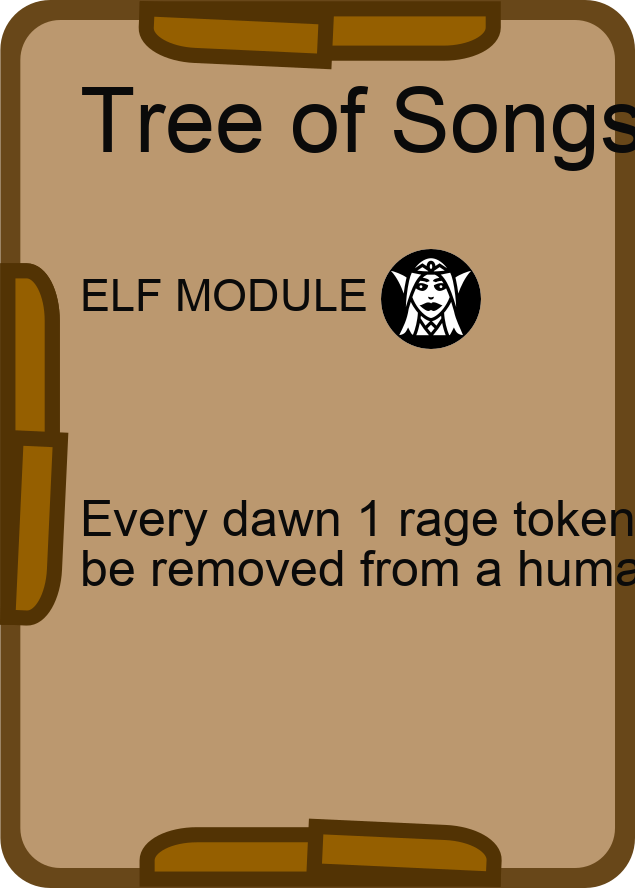 Tree of Songs
ELF MODULE
Every dawn 1 rage token
be removed from a huma